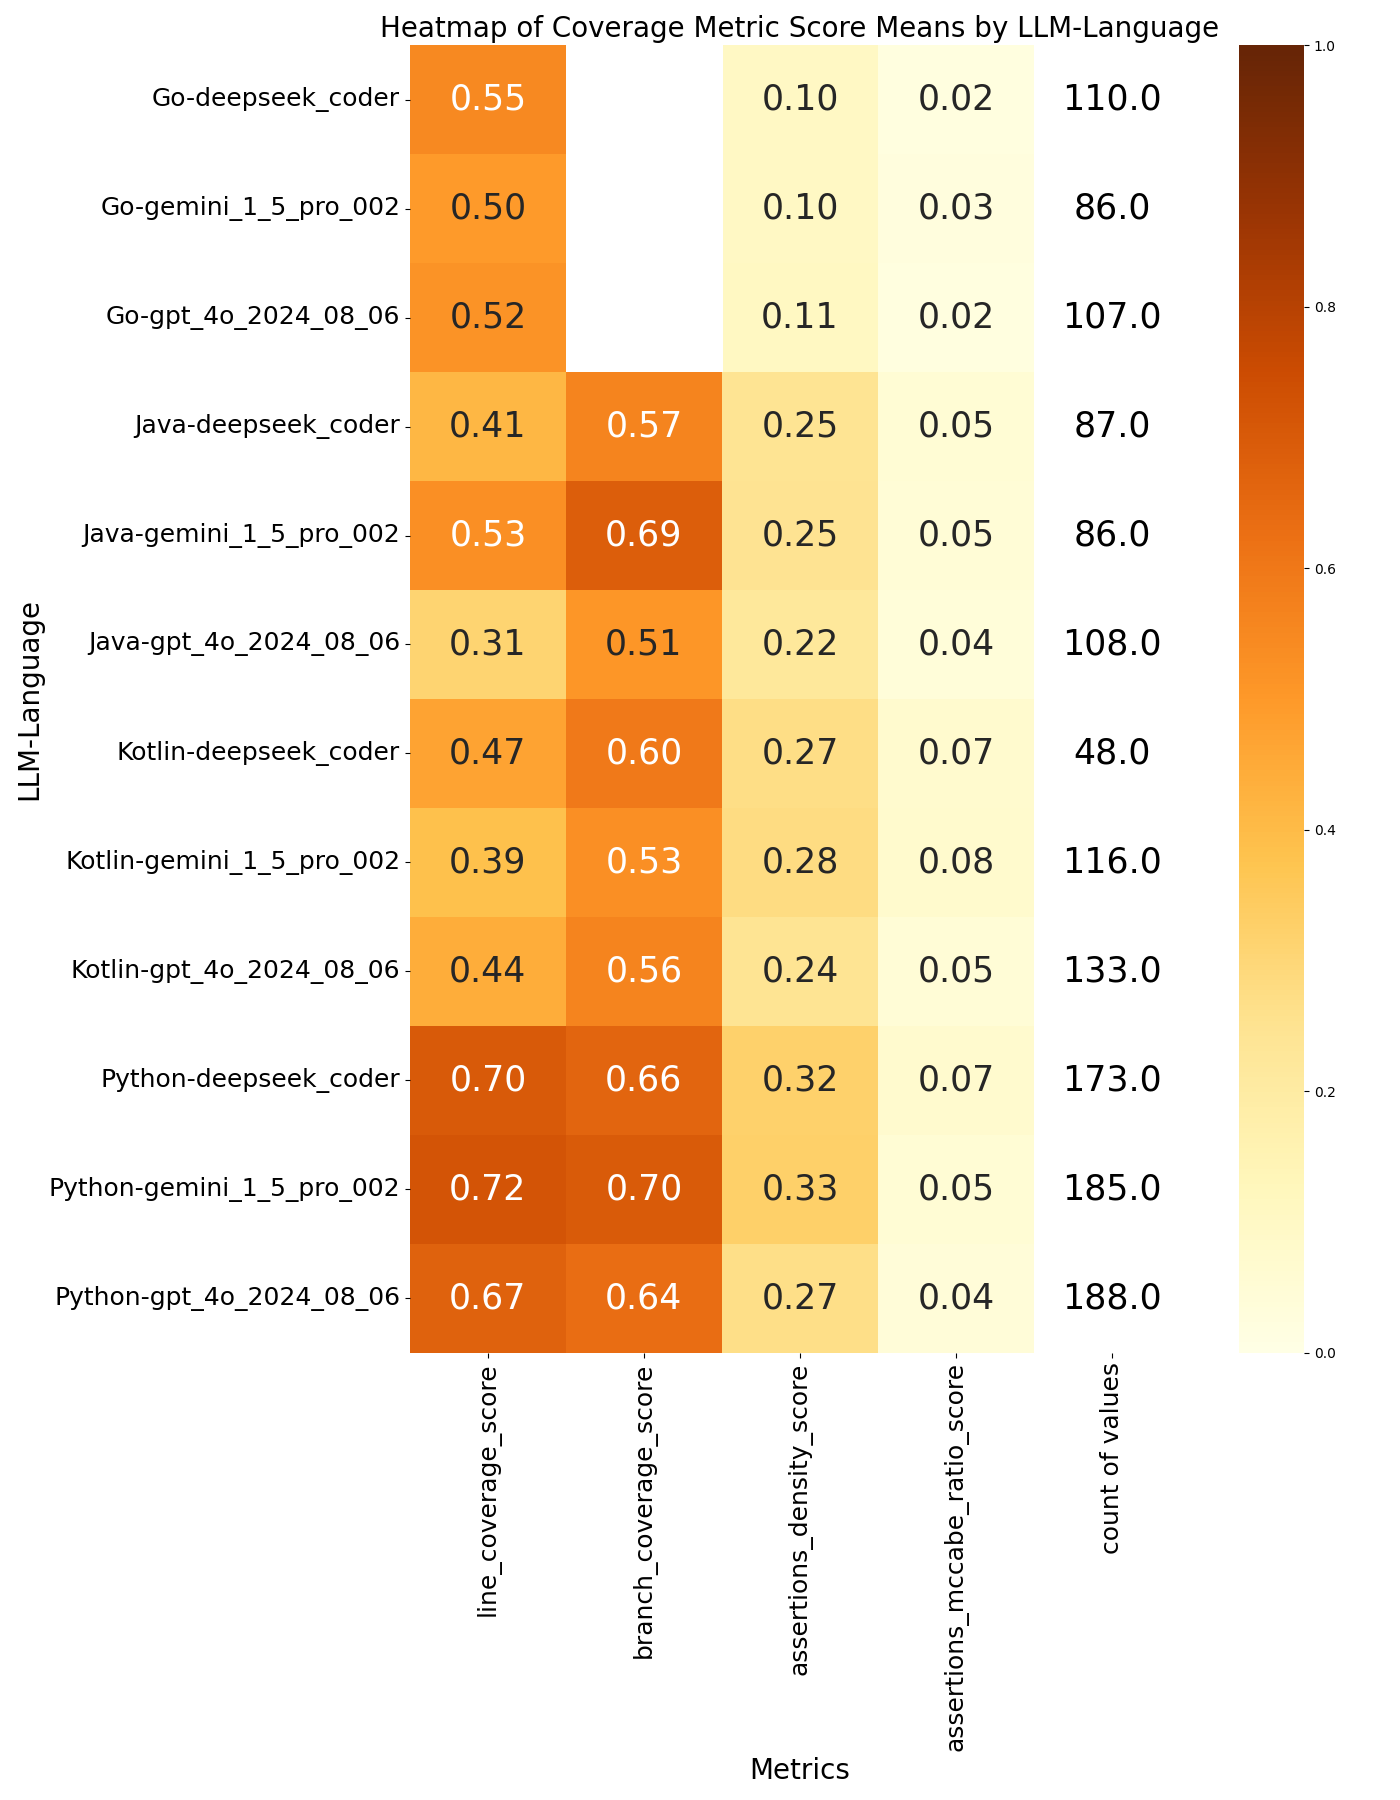 Heatmap of Coverage Metric Score Means by LLM-Language
LLM-Language
Go-deepseek_coder 0.55 0.10 0.02 110.0
Go-gemini_1_5_pro_002 0.50 0.10 0.03 86.0
Go-gpt_4o_2024_08_06 0.52 0.11 0.02 107.0
Java-deepseek_coder 0.41 0.57 0.25 0.05 87.0
Java-gemini_1_5_pro_002 0.53 0.69 0.25 0.05 86.0
Java-gpt_4o_2024_08_06 0.31 0.51 0.22 0.04 108.0
Kotlin-deepseek_coder 0.47 0.60 0.27 0.07 48.0
Kotlin-gemini_1_5_pro_002 0.39 0.53 0.28 0.08 116.0
Kotlin-gpt_4o_2024_08_06 0.44 0.56 0.24 0.05 133.0
Python-deepseek_coder 0.70 0.66 0.32 0.07 173.0
Python-gemini_1_5_pro_002 0.72 0.70 0.33 0.05 185.0
Python-gpt_4o_2024_08_06 0.67 0.64 0.27 0.04 188.0
line_coverage_score
branch_coverage_score
assertions_density_score
assertions_mccabe_ratio_score
count of values
Metrics
1.0
0.8
0.6
0.4
0.2
0.0